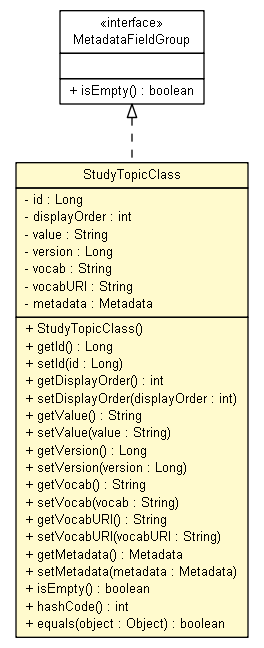 «interface»
MetadataFieldGroup
+ isEmpty() : boolean
StudyTopicClass
- id : Long
- displayOrder : int
- value : String
- version : Long
- vocab : String
- vocabURI : String
- metadata : Metadata
+ StudyTopicClass()
+ getId() : Long
+ setId(id : Long)
+ getDisplayOrder() : int
+ setDisplayOrder(displayOrder : int)
+ getValue() : String
+ setValue(value : String)
+ getVersion() : Long
+ setVersion(version : Long)
+ getVocab() : String
+ setVocab(vocab : String)
+ getVocabURI() : String
+ setVocabURI(vocabURI : String)
+ getMetadata() : Metadata
+ setMetadata(metadata : Metadata)
+ isEmpty() : boolean
+ hashCode() : int
+ equals(object : Object) : boolean